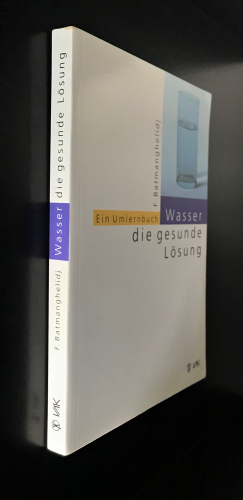 Wasser die gesunde Lösung
F. Batmanghelidj
VAK
F. Batmanghelidj
Ein Umlernbuch
Wasser
die gesunde
Lösung
VAK